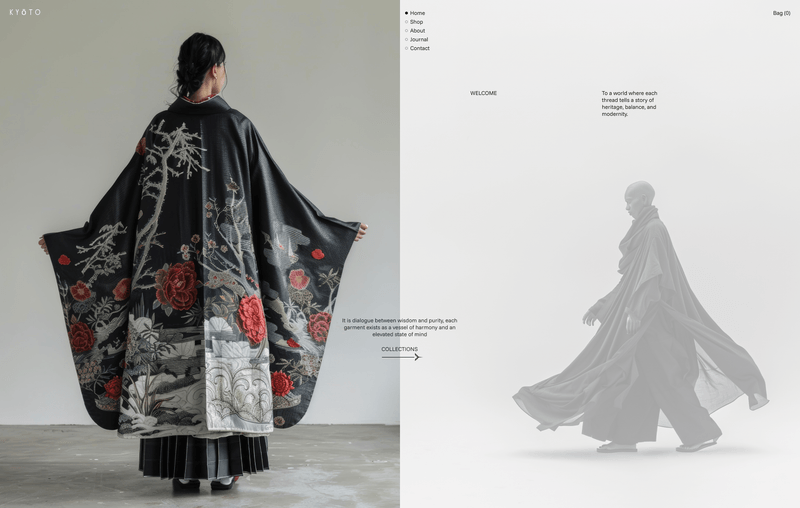 KYŌTO
Home
Shop
About
Journal
Contact
Bag (0)
WELCOME
To a world where each
thread tells a story of
heritage, balance, and
modernity.
It is dialogue between wisdom and purity, each
garment exists as a vessel of harmony and an
elevated state of mind
COLLECTIONS